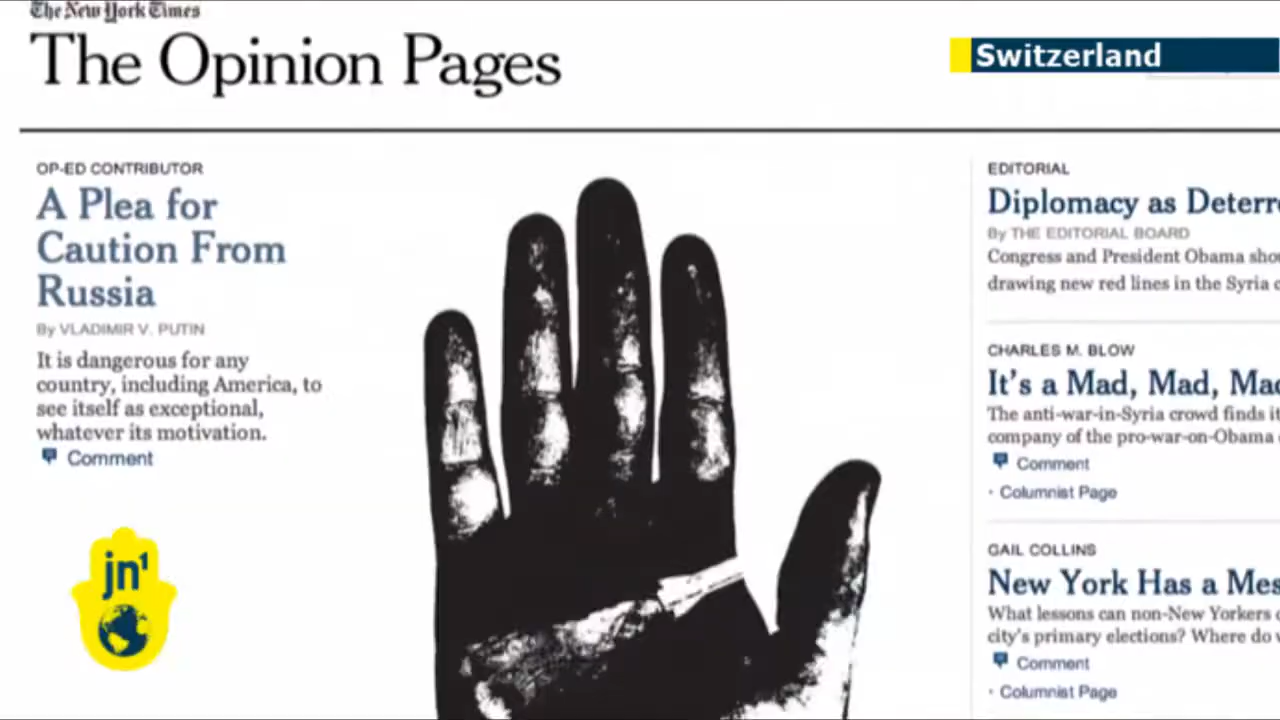 The New York Times
The Opinion Pages
Switzerland
OP-ED CONTRIBUTOR
A Plea for
Caution From
Russia
By VLADIMIR V. PUTIN
It is dangerous for any
country, including America, to
see itself as exceptional,
whatever its motivation.
Comment
jn1
EDITORIAL
Diplomacy as
By THE EDITORIAL BOARD
Congress and President Obama
drawing new red lines in the Syria
CHARLES M. BLOW
It's a Mad, Mad,
The anti-war-in-Syria crowd finds
company of the pro-war-on-Obama
Comment
· Columnist Page
GAIL COLLINS
New York Has a
What lessons can non-New Yorkers
city's primary elections? Where do
Comment
· Columnist Page